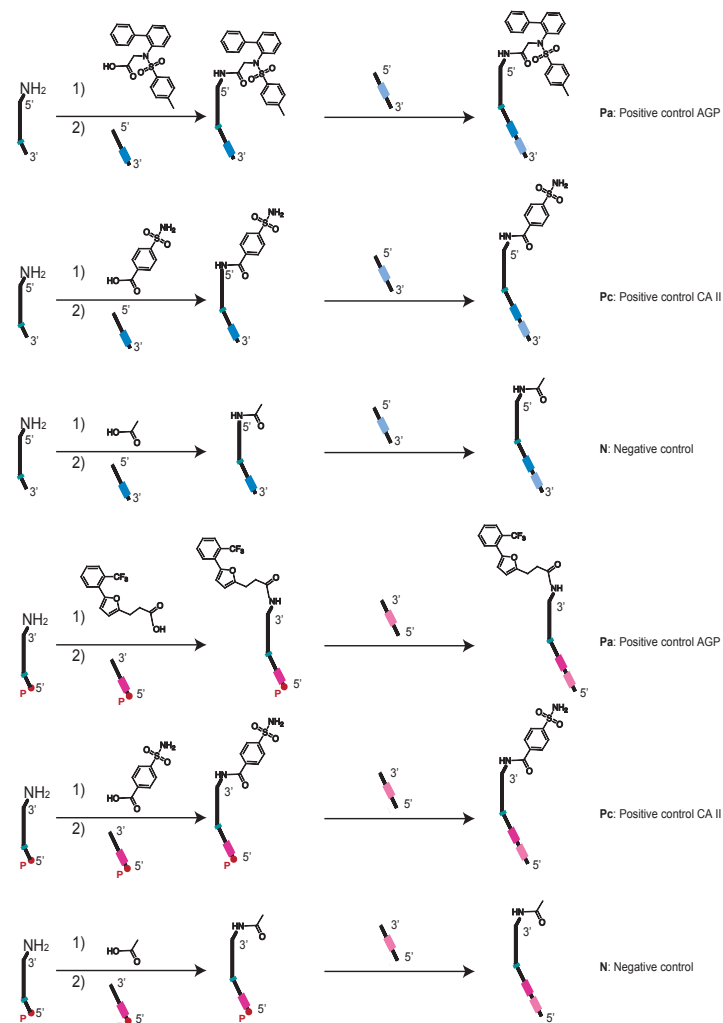 NH2
5'
3'
1)
2)
HO
O
N
O
S
O
5'
3'
HN
O
N
O
S
O
5'
3'
5'
3'
HN
O
N
O
S
O
5'
3'
Pa: Positive control AGP
NH2
5'
3'
1)
2)
NH2
O
S
O
HO
O
5'
3'
NH2
O
S
O
HN
O
5'
3'
5'
3'
NH2
O
S
O
HN
O
5'
3'
Pc: Positive control CA II
NH2
5'
3'
1)
2)
HO
O
5'
3'
HN
O
5'
3'
5'
3'
HN
O
5'
3'
N: Negative control
NH2
3'
5'
P
1)
2)
CF3
O
O
OH
3'
5'
P
CF3
O
O
NH
3'
5'
P
3'
5'
CF3
O
O
NH
3'
5'
Pa: Positive control AGP
NH2
3'
5'
P
1)
2)
NH2
O
S
O
HO
O
3'
5'
P
NH2
O
S
O
HN
O
3'
5'
P
3'
5'
NH2
O
S
O
HN
O
3'
5'
Pc: Positive control CA II
NH2
3'
5'
P
1)
2)
HO
O
3'
5'
P
HN
O
3'
5'
P
3'
5'
HN
O
3'
5'
N: Negative control